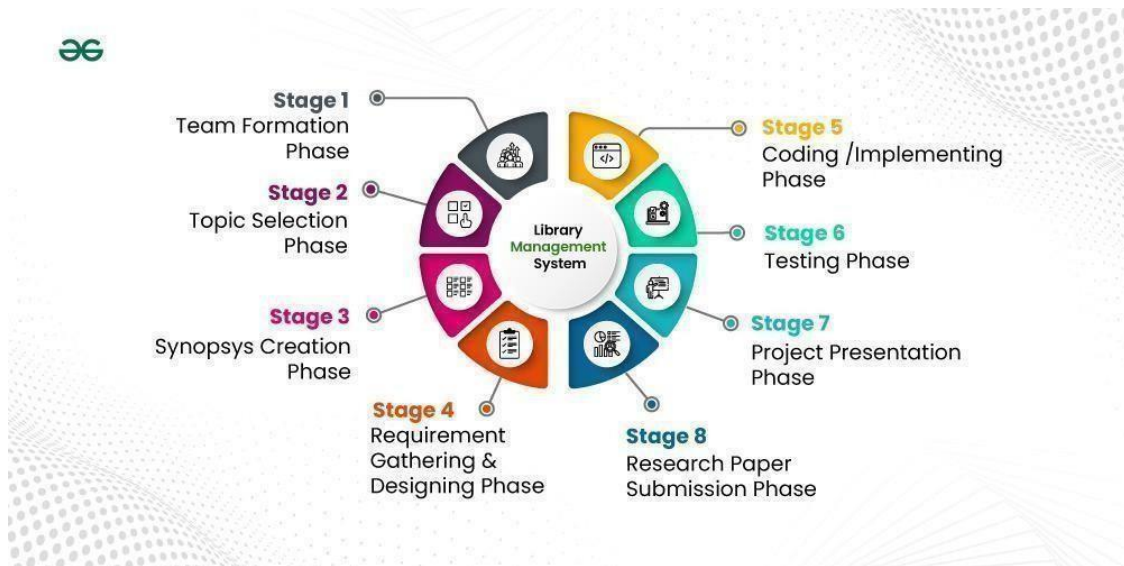 Stage 1
Team Formation
Phase
Stage 2
Topic Selection
Phase
Stage 3
Synopsys Creation
Phase
Stage 4
Requirement
Gathering &
Designing Phase
Library
Management
System
Stage 5
Coding /Implementing
Phase
Stage 6
Testing Phase
Stage 7
Project Presentation
Phase
Stage 8
Research Paper
Submission Phase